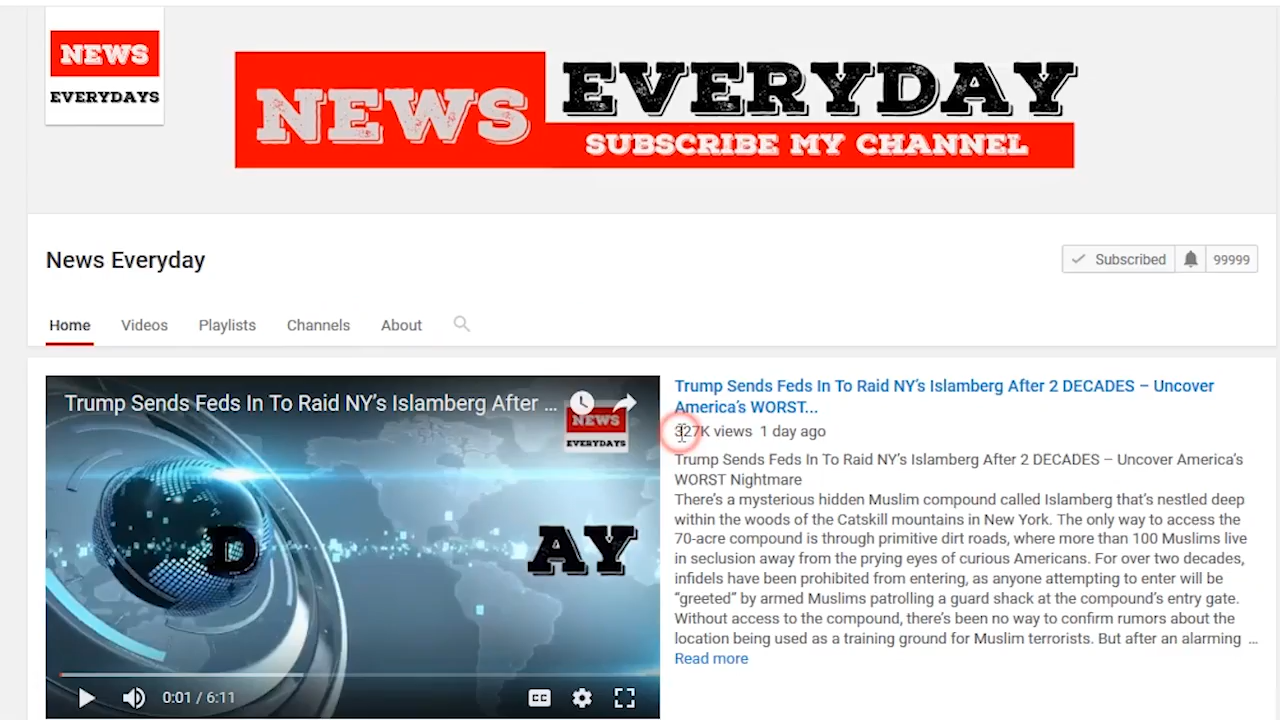 NEWS
EVERYDAYS
NEWS
EVERYDAY
SUBSCRIBE MY CHANNEL
News Everyday
Subscribed
99999
Home Videos Playlists Channels About
Trump Sends Feds In To Raid NY’s Islamberg After ...
NEWS
EVERYDAYS
D AY
0:01 / 6:11
CC
Trump Sends Feds In To Raid NY’s Islamberg After 2 DECADES – Uncover
America’s WORST...
327K views 1 day ago
Trump Sends Feds In To Raid NY’s Islamberg After 2 DECADES – Uncover America’s
WORST Nightmare
There’s a mysterious hidden Muslim compound called Islamberg that’s nestled deep
within the woods of the Catskill mountains in New York. The only way to access the
70-acre compound is through primitive dirt roads, where more than 100 Muslims live
in seclusion away from the prying eyes of curious Americans. For over two decades,
infidels have been prohibited from entering, as anyone attempting to enter will be
“greeted” by armed Muslims patrolling a guard shack at the compound’s entry gate.
Without access to the compound, there’s been no way to confirm rumors about the
location being used as a training ground for Muslim terrorists. But after an alarming ...
Read more